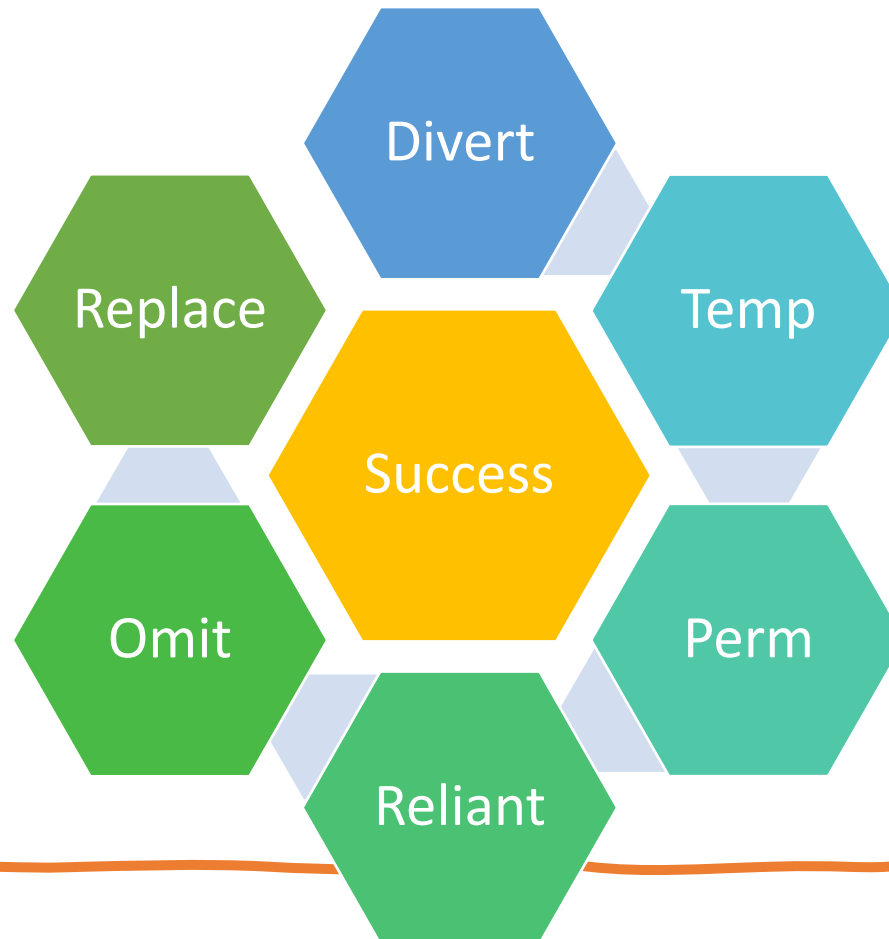 Divert
Replace
Temp
Success
Omit
Perm
Reliant